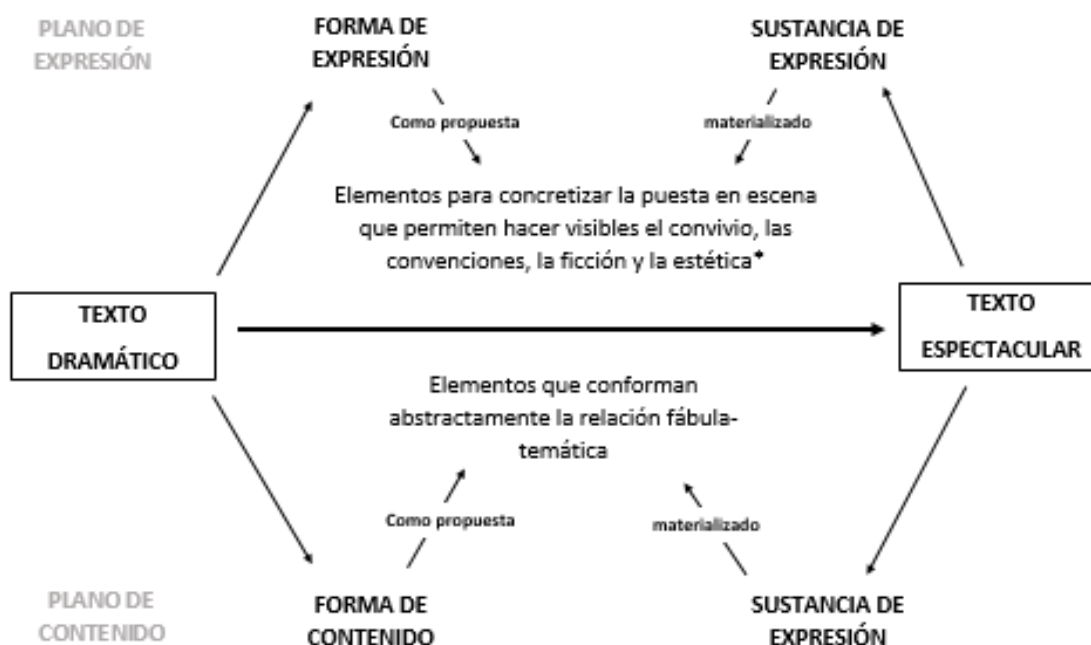 PLANO DE
EXPRESIÓN
FORMA DE
EXPRESIÓN
SUSTANCIA DE
EXPRESIÓN
Como propuesta
materializado
Elementos para concretizar la puesta en escena
que permiten hacer visibles el convivio, las
convenciones, la ficción y la estética*
TEXTO
DRAMÁTICO
TEXTO
ESPECTACULAR
Elementos que conforman
abstractamente la relación fábula-
temática
Como propuesta
materializado
PLANO DE
CONTENIDO
FORMA DE
CONTENIDO
SUSTANCIA DE
EXPRESIÓN